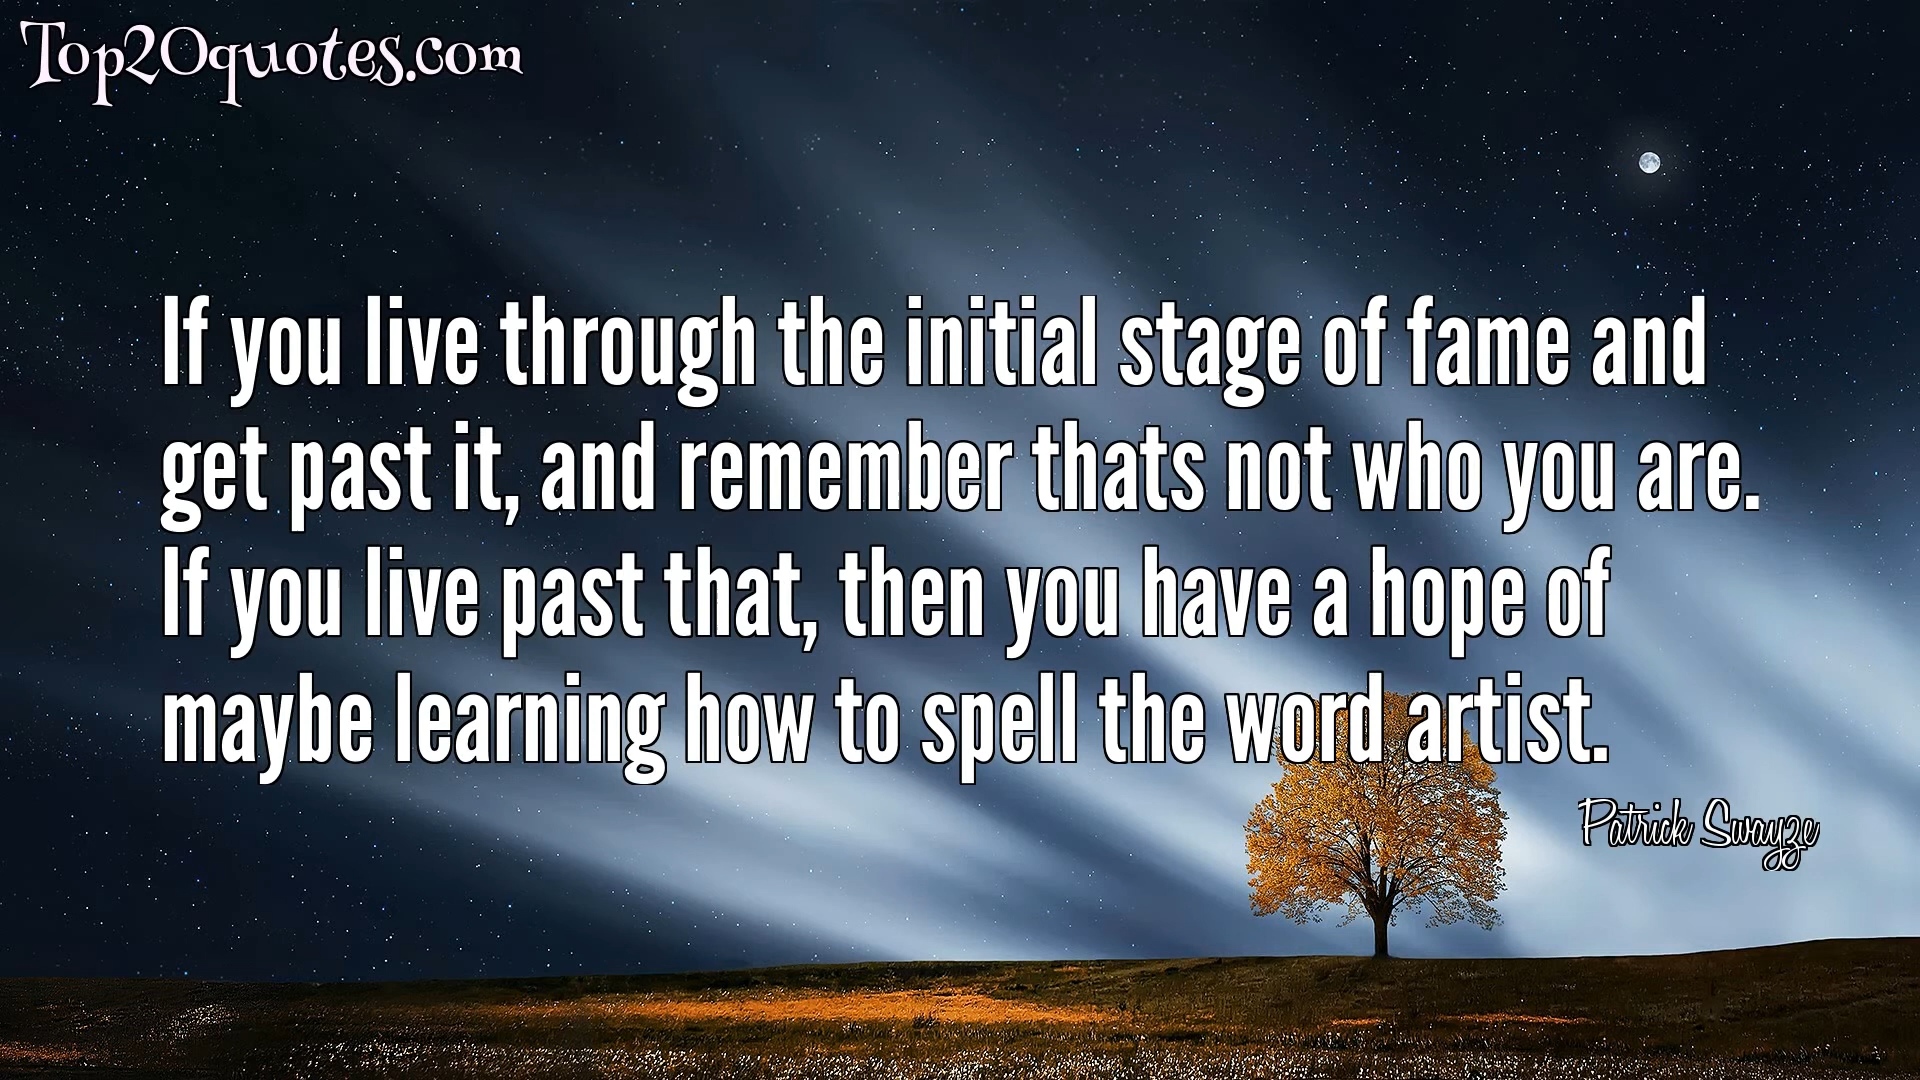 Top20quotes.com
If you live through the initial stage of fame and
get past it, and remember thats not who you are.
If you live past that, then you have a hope of
maybe learning how to spell the word artist.
Patrick Swayze